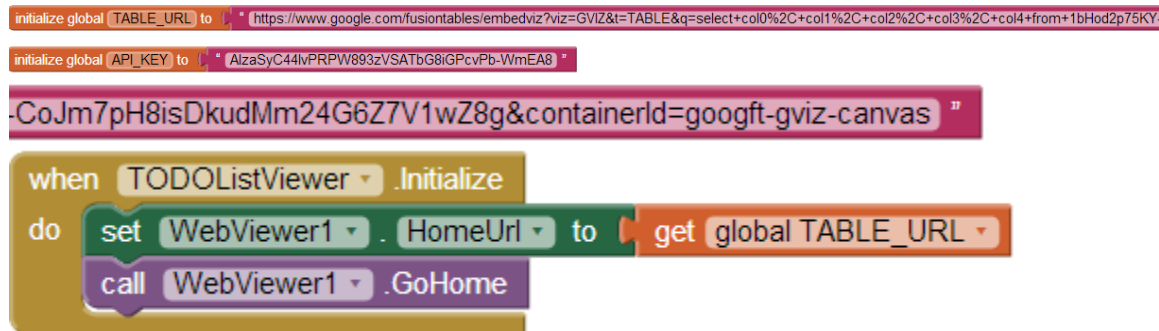 initialize global TABLE_URL to " https://www.google.com/fusiontables/embedviz?viz=GVIZ&t=TABLE&q=select+col0%2C+col1%2C+col2%2C+col3%2C+col4+from+1bHod2p75KY-
initialize global API_KEY to " AIzaSyC44lvPRPW893zVSATbG8iGPcvPb-WmEA8 "
-CoJm7pH8isDkudMm24G6Z7V1wZ8g&containerId=googft-gviz-canvas "
when TODOListViewer .Initialize
do set WebViewer1 . HomeUrl to get global TABLE_URL
call WebViewer1 .GoHome